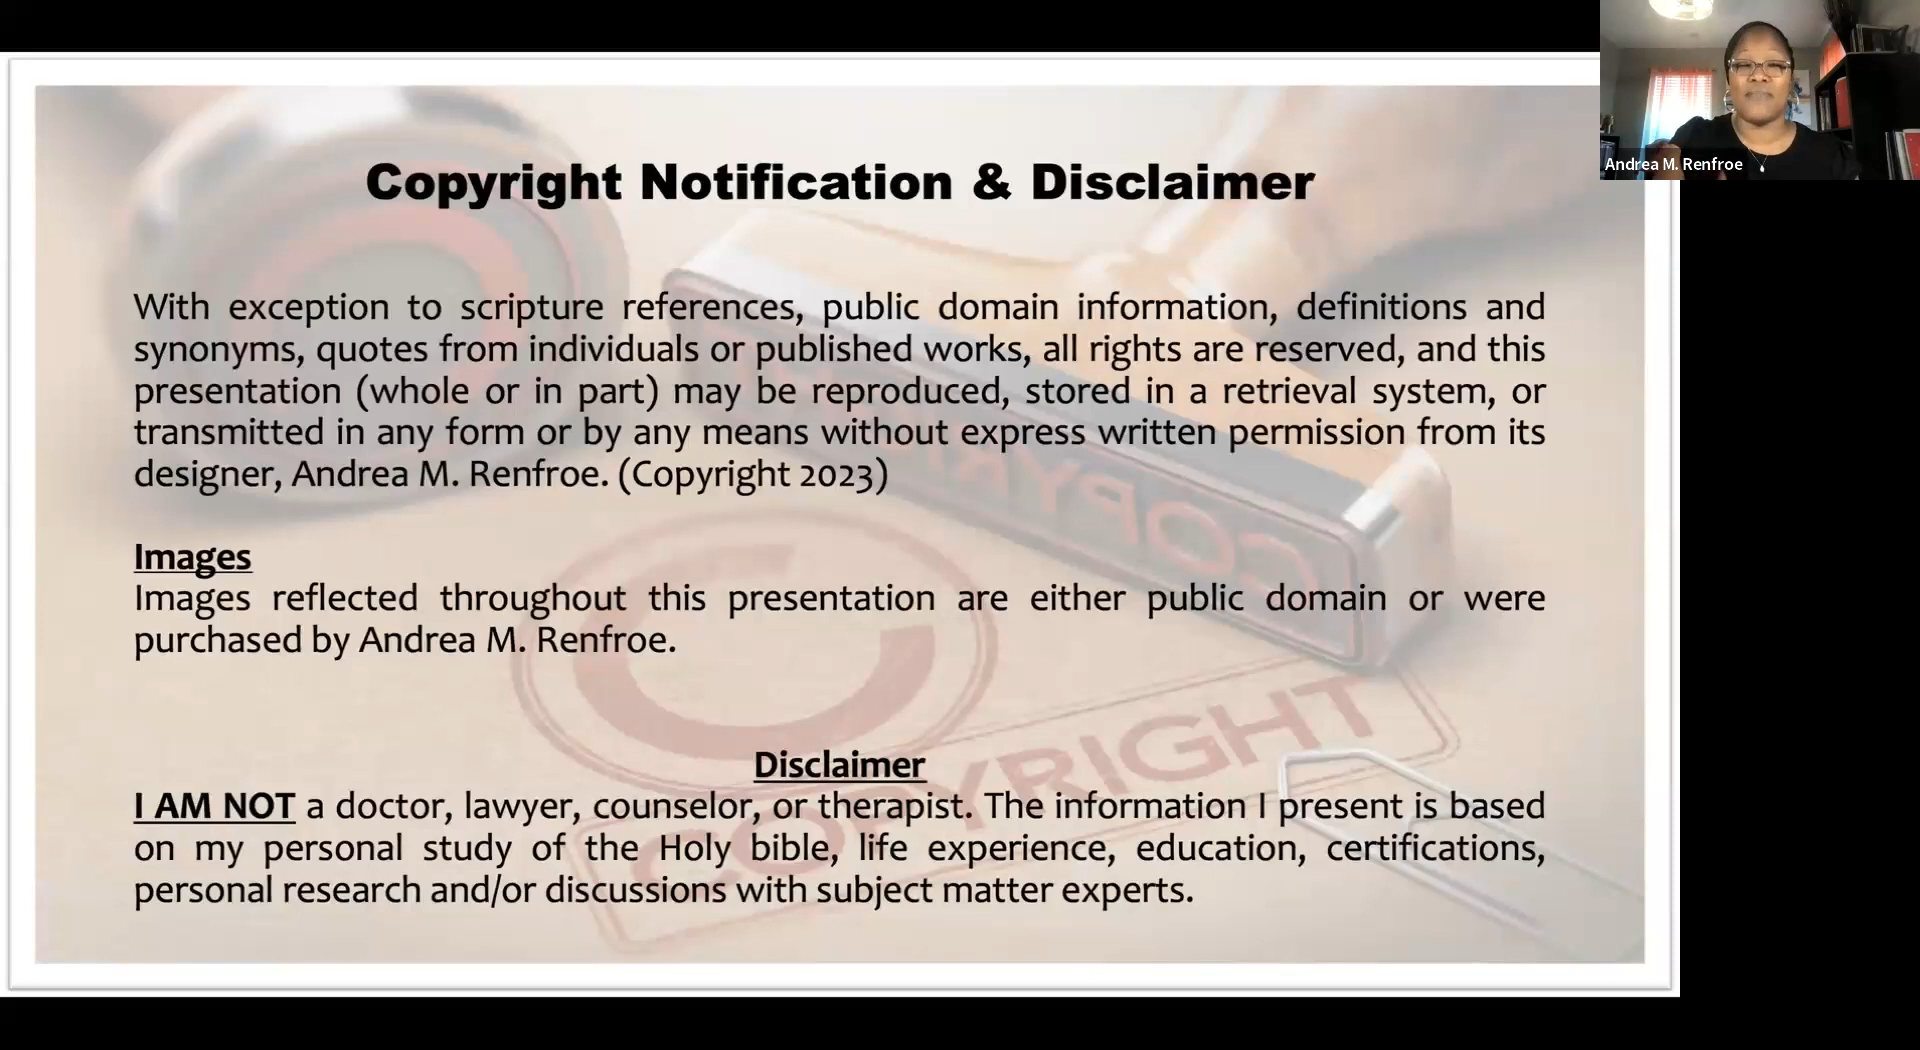 Copyright Notification & Disclaimer
Andrea M. Renfroe
With exception to scripture references, public domain information, definitions and
synonyms, quotes from individuals or published works, all rights are reserved, and this
presentation (whole or in part) may be reproduced, stored in a retrieval system, or
transmitted in any form or by any means without express written permission from its
designer, Andrea M. Renfroe. (Copyright 2023)
Images
Images reflected throughout this presentation are either public domain or were
purchased by Andrea M. Renfroe.
Disclaimer
I AM NOT a doctor, lawyer, counselor, or therapist. The information I present is based
on my personal study of the Holy bible, life experience, education, certifications,
personal research and/or discussions with subject matter experts.
COPYRIGHT
COPYRIGHT